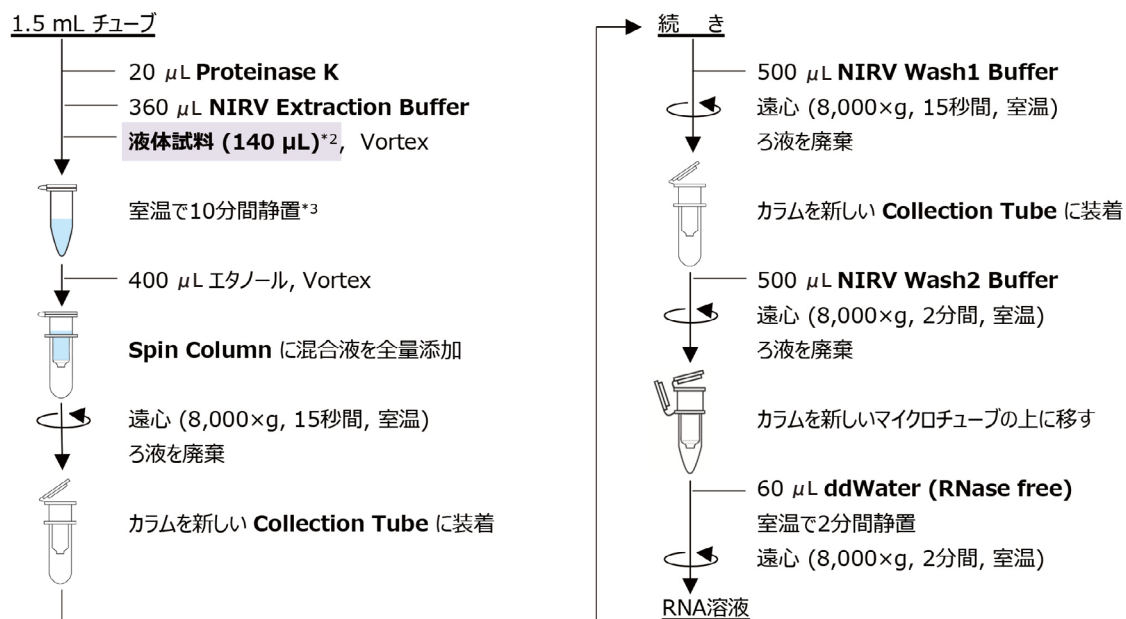 1.5 mL チューブ
20 μL Proteinase K
360 μL NIRV Extraction Buffer
液体試料 (140 μL)*2, Vortex
室温で10分間静置*3
400 μL エタノール, Vortex
Spin Column に混合液を全量添加
遠心 (8,000×g, 15秒間, 室温)
ろ液を廃棄
カラムを新しい Collection Tube に装着
続 き
500 μL NIRV Wash1 Buffer
遠心 (8,000×g, 15秒間, 室温)
ろ液を廃棄
カラムを新しい Collection Tube に装着
500 μL NIRV Wash2 Buffer
遠心 (8,000×g, 2分間, 室温)
ろ液を廃棄
カラムを新しいマイクロチューブの上に移す
60 μL ddWater (RNase free)
室温で2分間静置
遠心 (8,000×g, 2分間, 室温)
RNA溶液